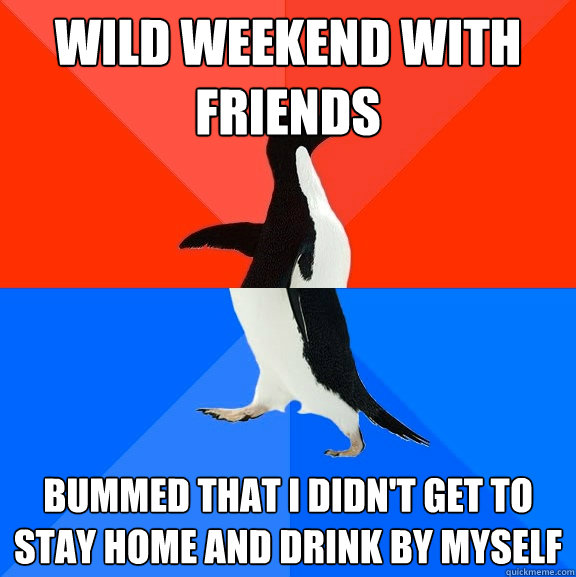 WILD WEEKEND WITH
FRIENDS
BUMMED THAT I DIDN'T GET TO
STAY HOME AND DRINK BY MYSELF
quickmeme.com